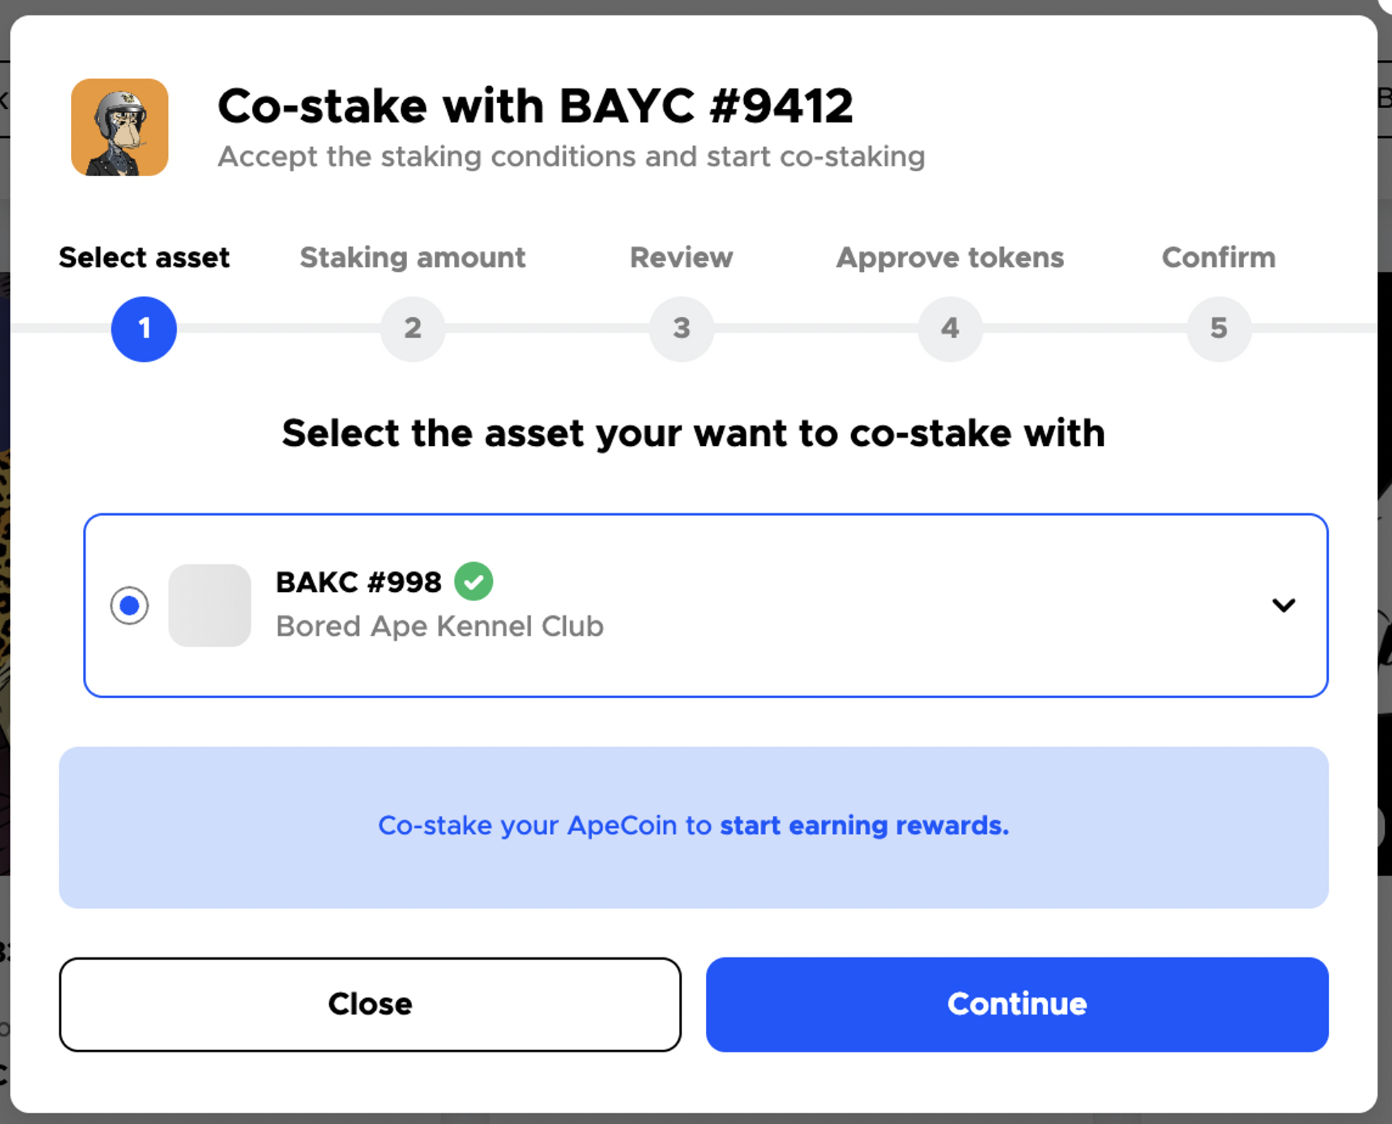 Co-stake with BAYC #9412
Accept the staking conditions and start co-staking
Select asset
Staking amount
Review
Approve tokens
Confirm
1
2
3
4
5
Select the asset your want to co-stake with
BAKC #998
Bored Ape Kennel Club
Co-stake your ApeCoin to start earning rewards.
Close
Continue